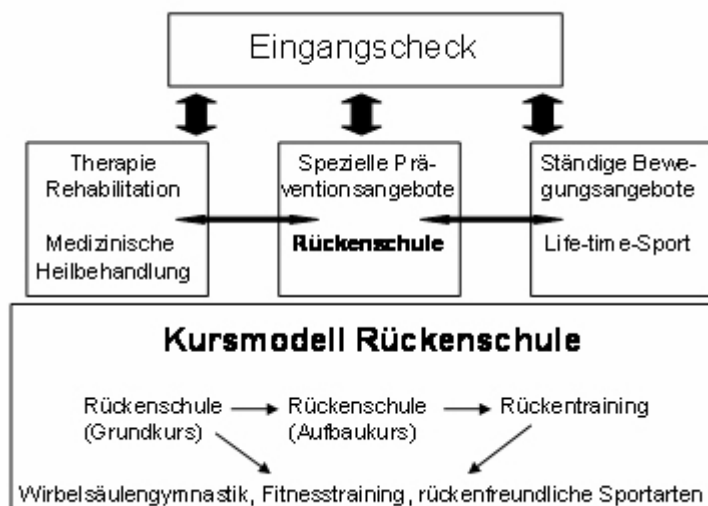 Eingangscheck
Therapie
Rehabilitation
Medizinische
Heilbehandlung
Spezielle Prä-
ventionsangebote
Rückenschule
Ständige Bewe-
gungsangebote
Life-time-Sport
Kursmodell Rückenschule
Rückenschule
(Grundkurs)
Rückenschule
(Aufbaukurs)
Rückentraining
Wirbelsäulengymnastik, Fitnesstraining, rückenfreundliche Sportarten